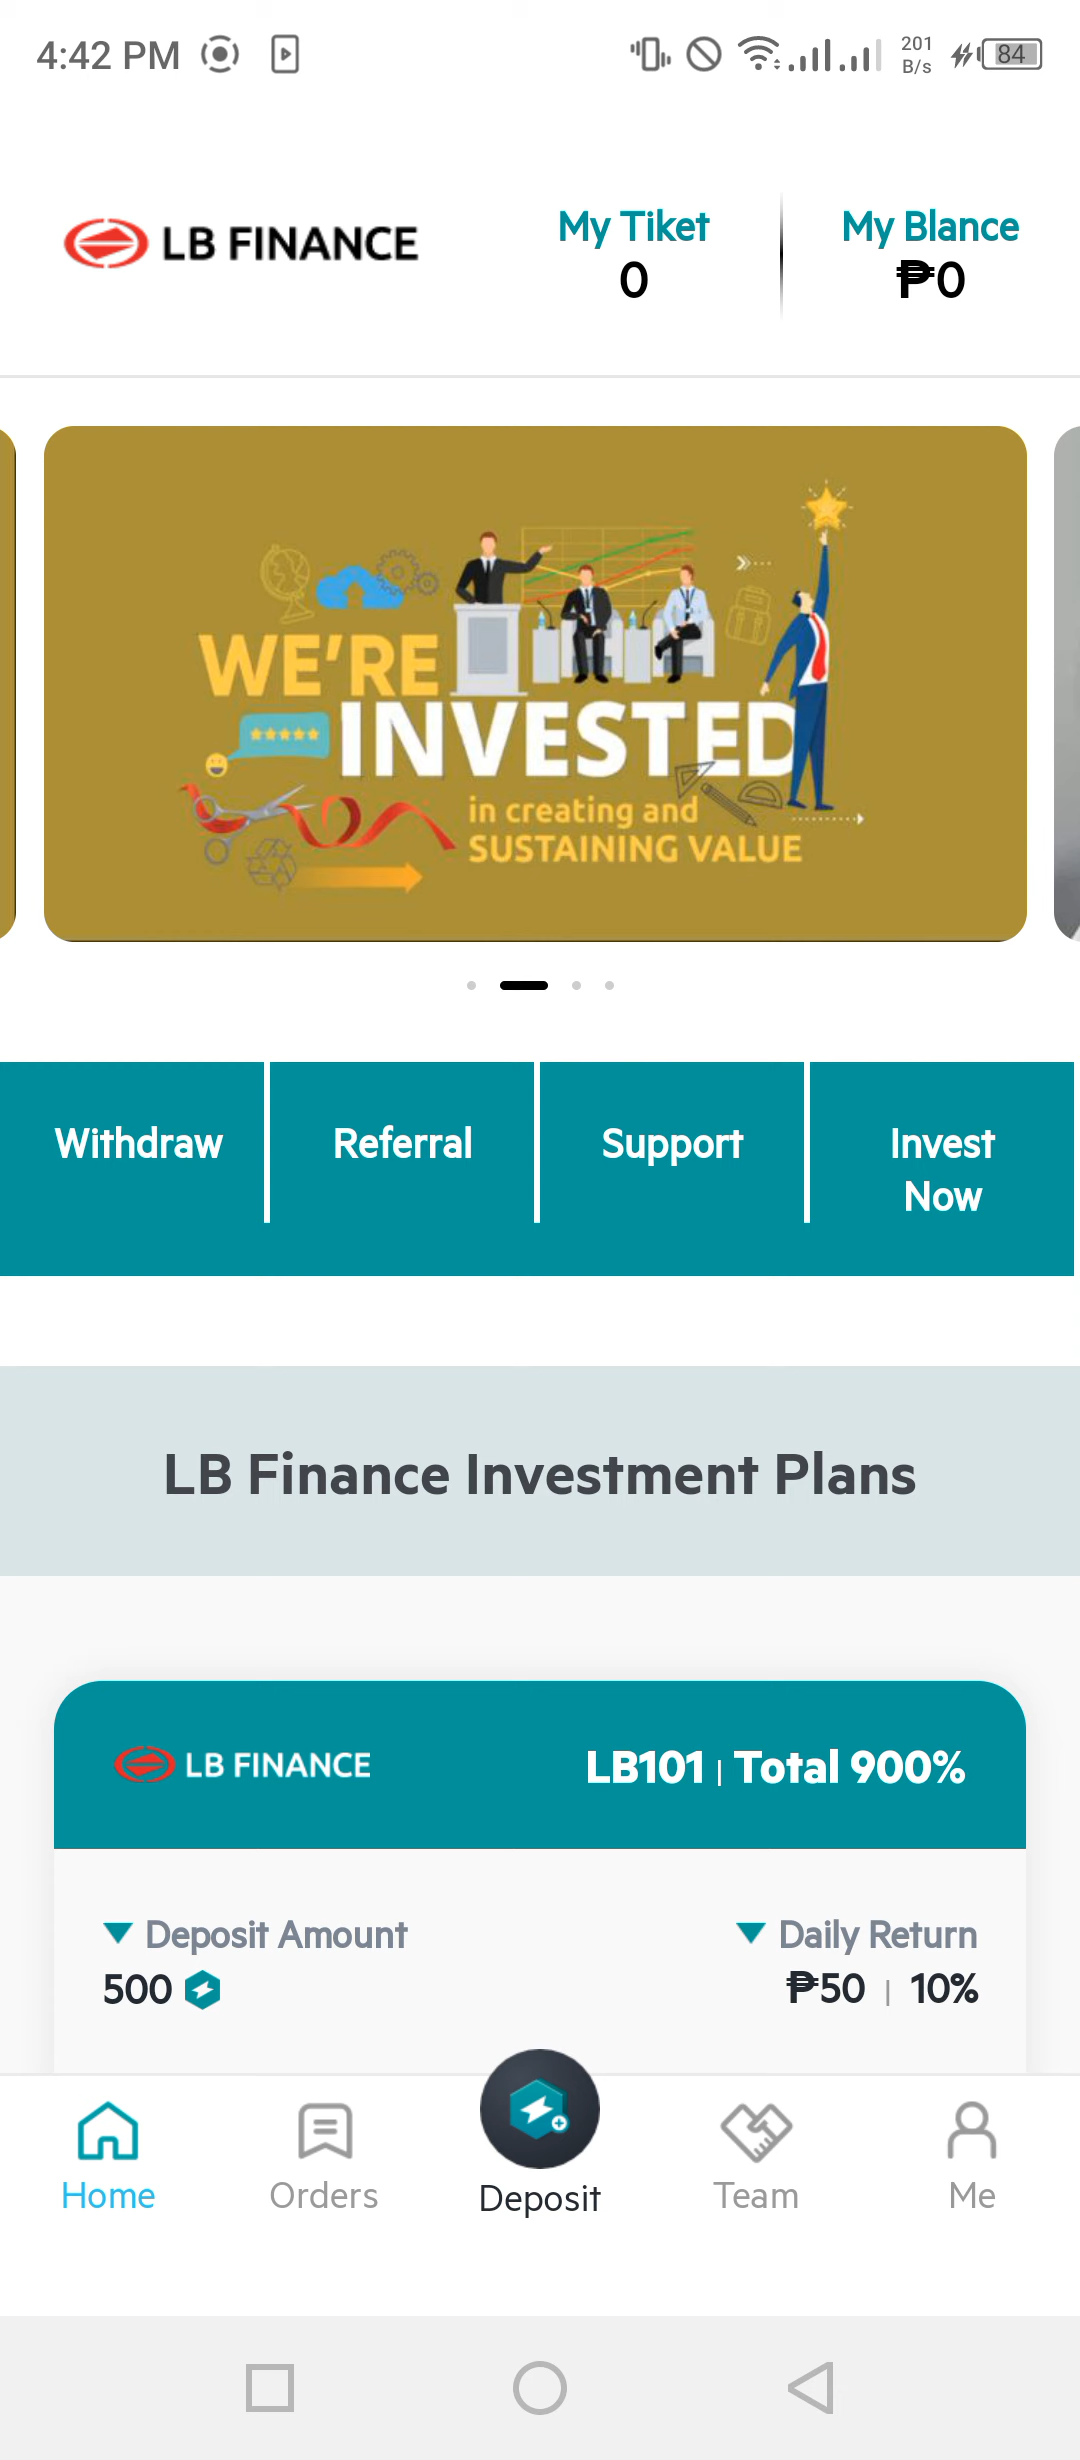 4:42 PM
201
B/s
84
LB FINANCE
My Tiket
0
My Blance
₱0
WE'RE
INVESTED
in creating and
SUSTAINING VALUE
Withdraw
Referral
Support
Invest
Now
LB Finance Investment Plans
LB FINANCE
LB101 | Total 900%
Deposit Amount
500
Daily Return
₱50 | 10%
Home
Orders
Deposit
Team
Me